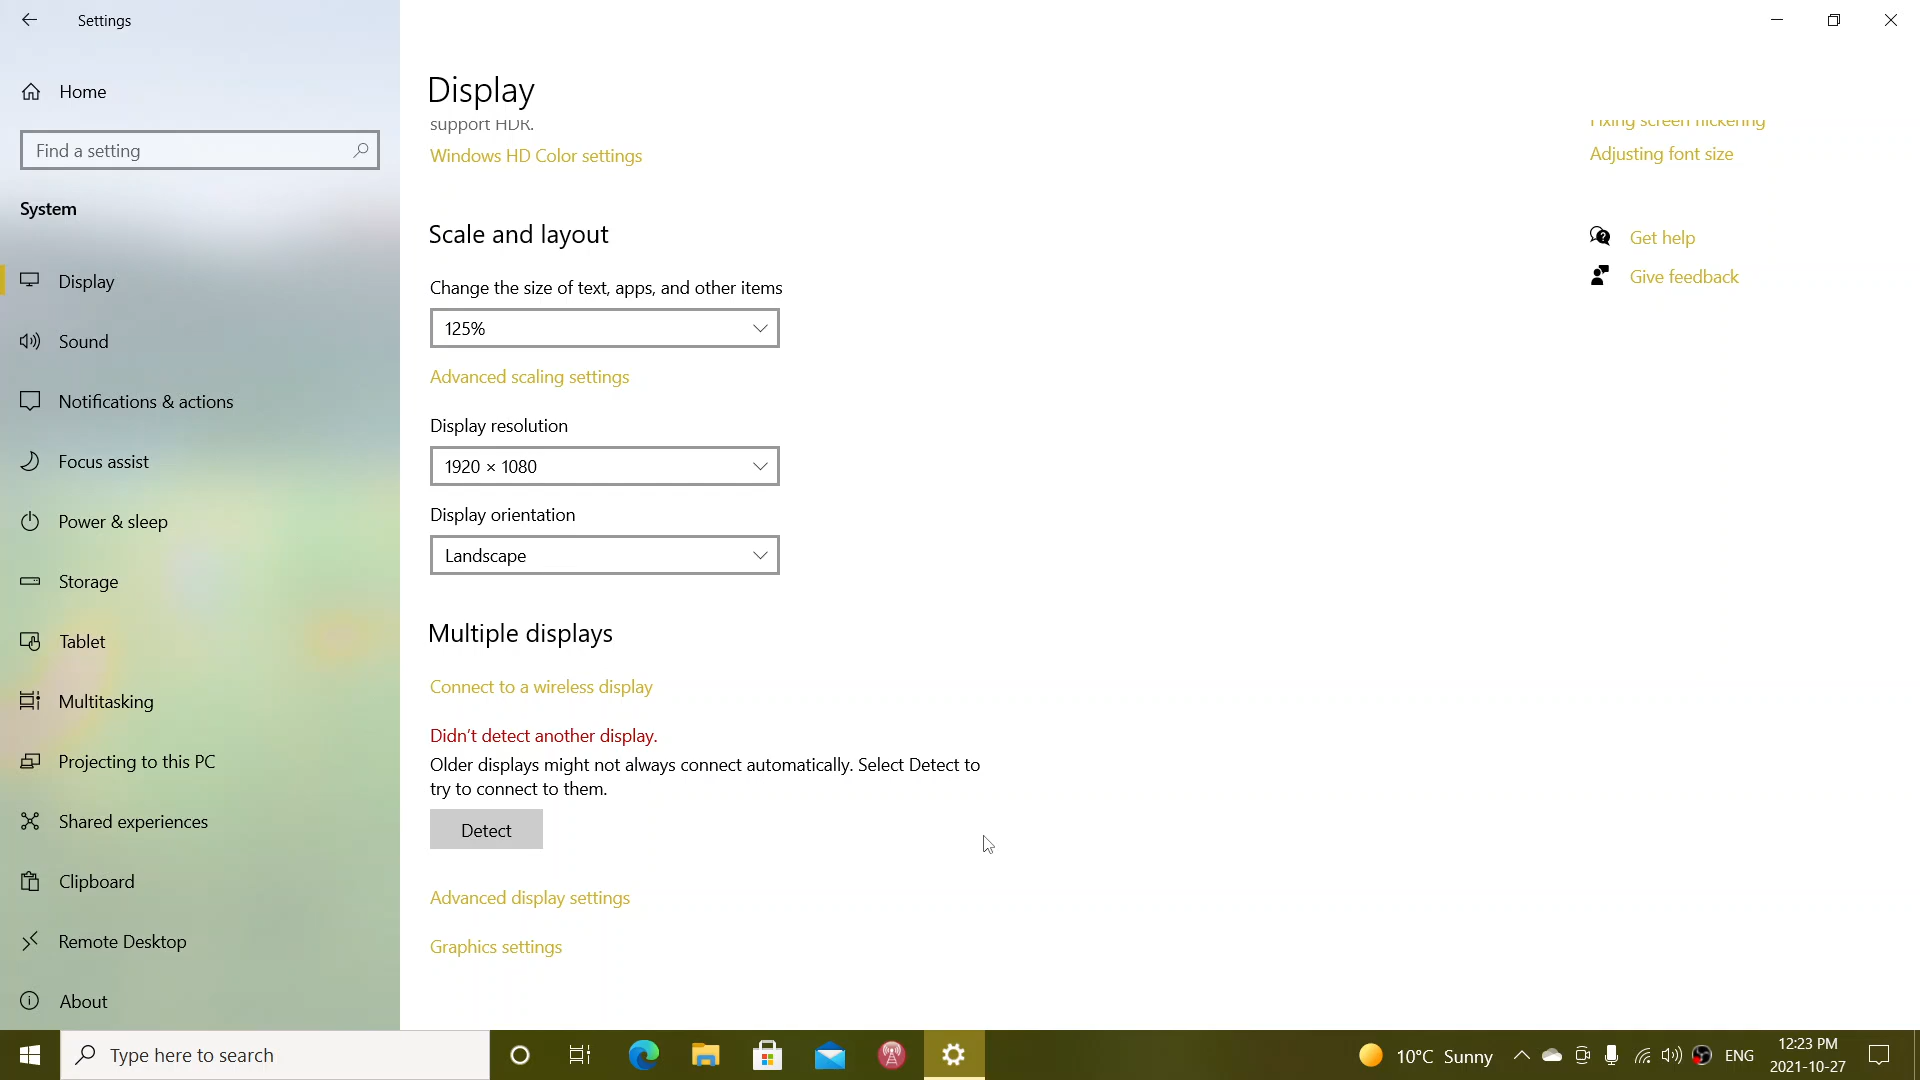 Settings
Home
Find a setting
System
Display
Sound
Notifications & actions
Focus assist
Power & sleep
Storage
Tablet
Multitasking
Projecting to this PC
Shared experiences
Clipboard
Remote Desktop
About
Display
support HDR.
Windows HD Color settings
Scale and layout
Change the size of text, apps, and other items
125%
Advanced scaling settings
Display resolution
1920 × 1080
Display orientation
Landscape
Multiple displays
Connect to a wireless display
Didn't detect another display.
Older displays might not always connect automatically. Select Detect to
try to connect to them.
Detect
Advanced display settings
Graphics settings
Fixing screen flickering
Adjusting font size
Get help
Give feedback
Type here to search
10°C Sunny
ENG
12:23 PM
2021-10-27